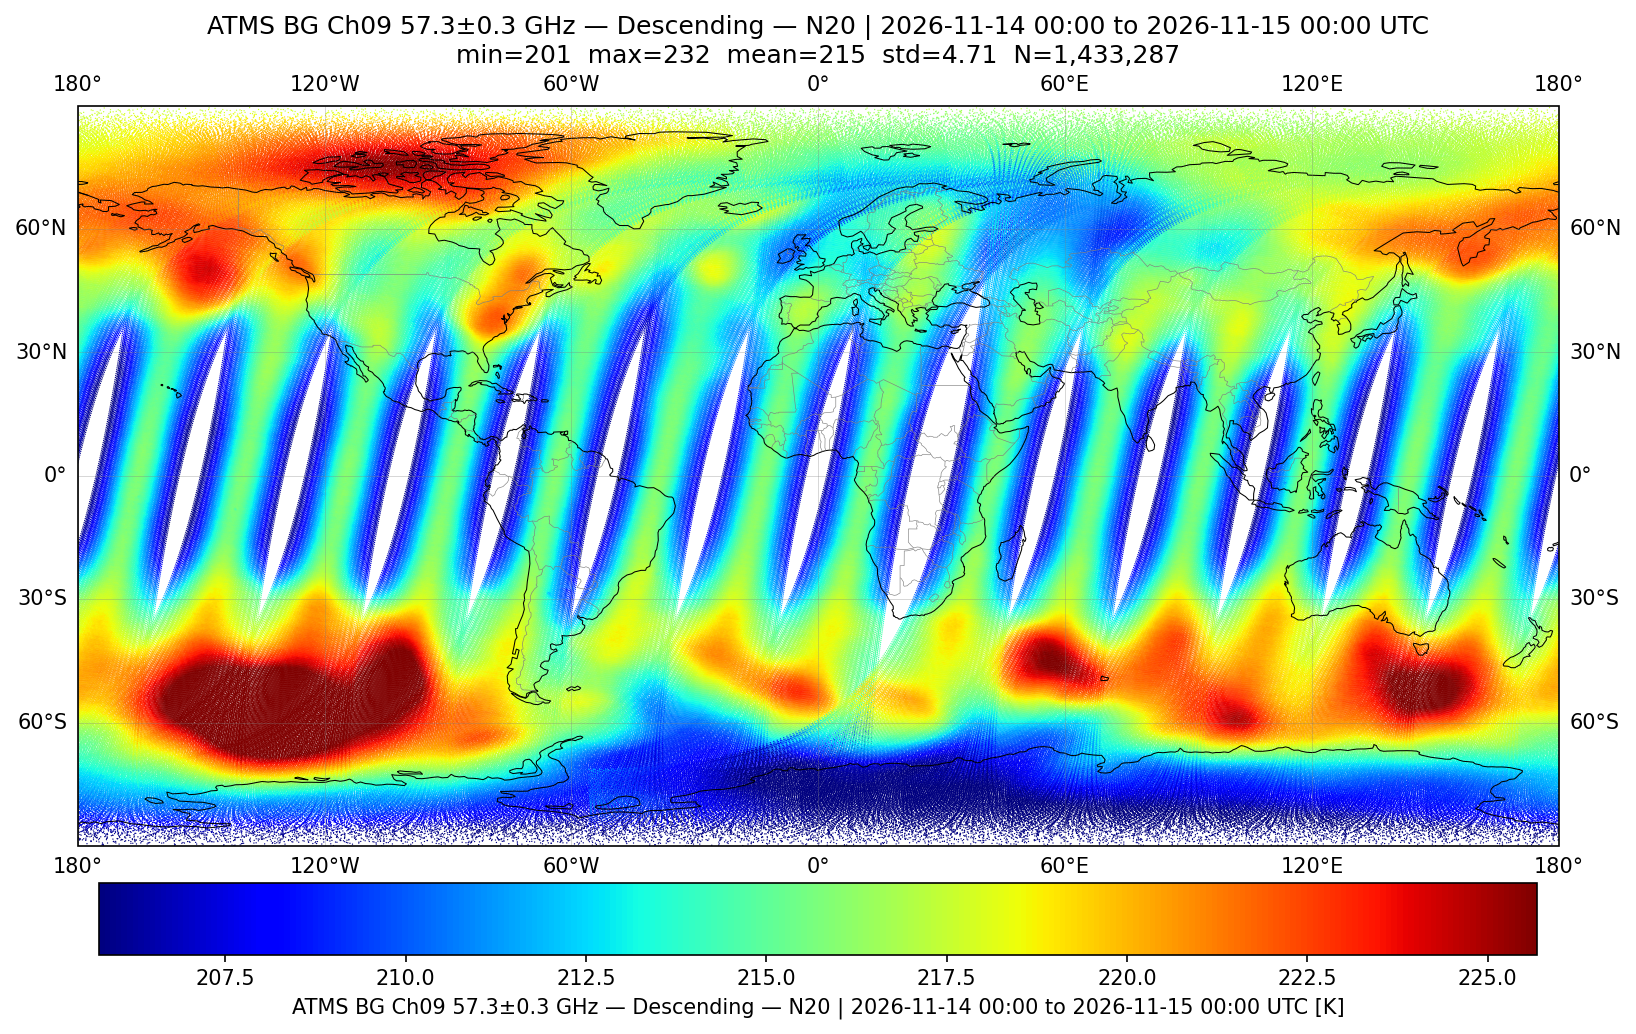 ATMS BG Ch09 57.3±0.3 GHz — Descending — N20 | 2026-11-14 00:00 to 2026-11-15 00:00 UTC
min=201 max=232 mean=215 std=4.71 N=1,433,287
180° 120°W 60°W 0° 60°E 120°E 180°
60°N 60°N
30°N 30°N
0° 0°
30°S 30°S
60°S 60°S
180° 120°W 60°W 0° 60°E 120°E 180°
207.5 210.0 212.5 215.0 217.5 220.0 222.5 225.0
ATMS BG Ch09 57.3±0.3 GHz — Descending — N20 | 2026-11-14 00:00 to 2026-11-15 00:00 UTC [K]